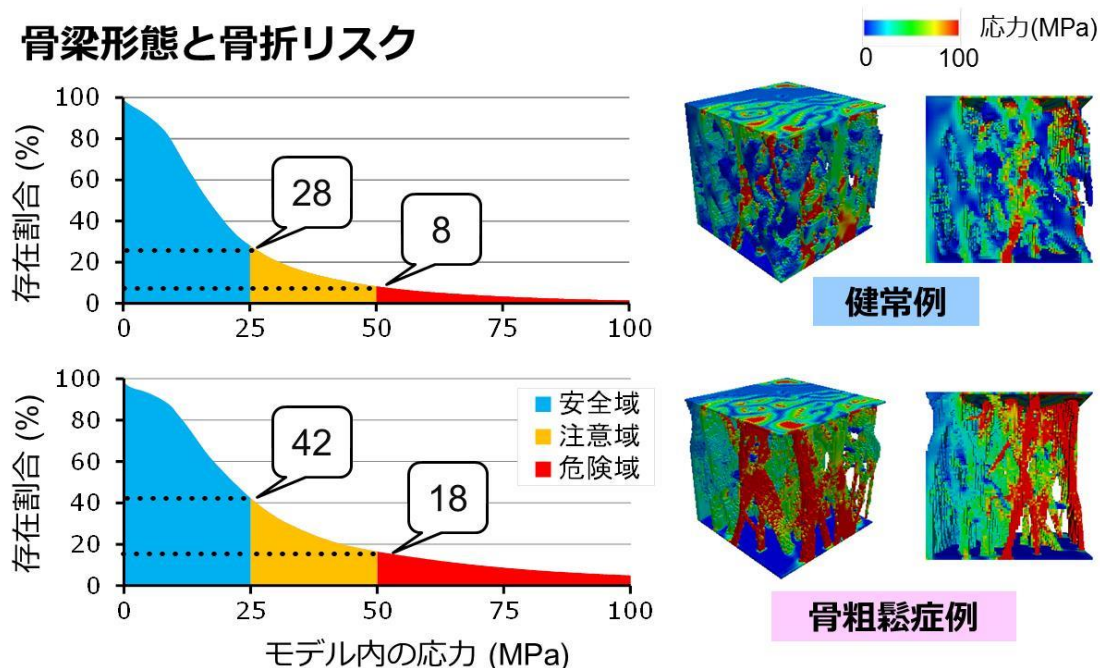 骨梁形態と骨折リスク
応力(MPa)
0 100
存在割合 (%)
100
80
60
40
20
0
28
8
0 25 50 75 100
健常例
存在割合 (%)
100
80
60
40
20
0
42
18
安全域
注意域
危険域
0 25 50 75 100
モデル内の応力 (MPa)
骨粗鬆症例